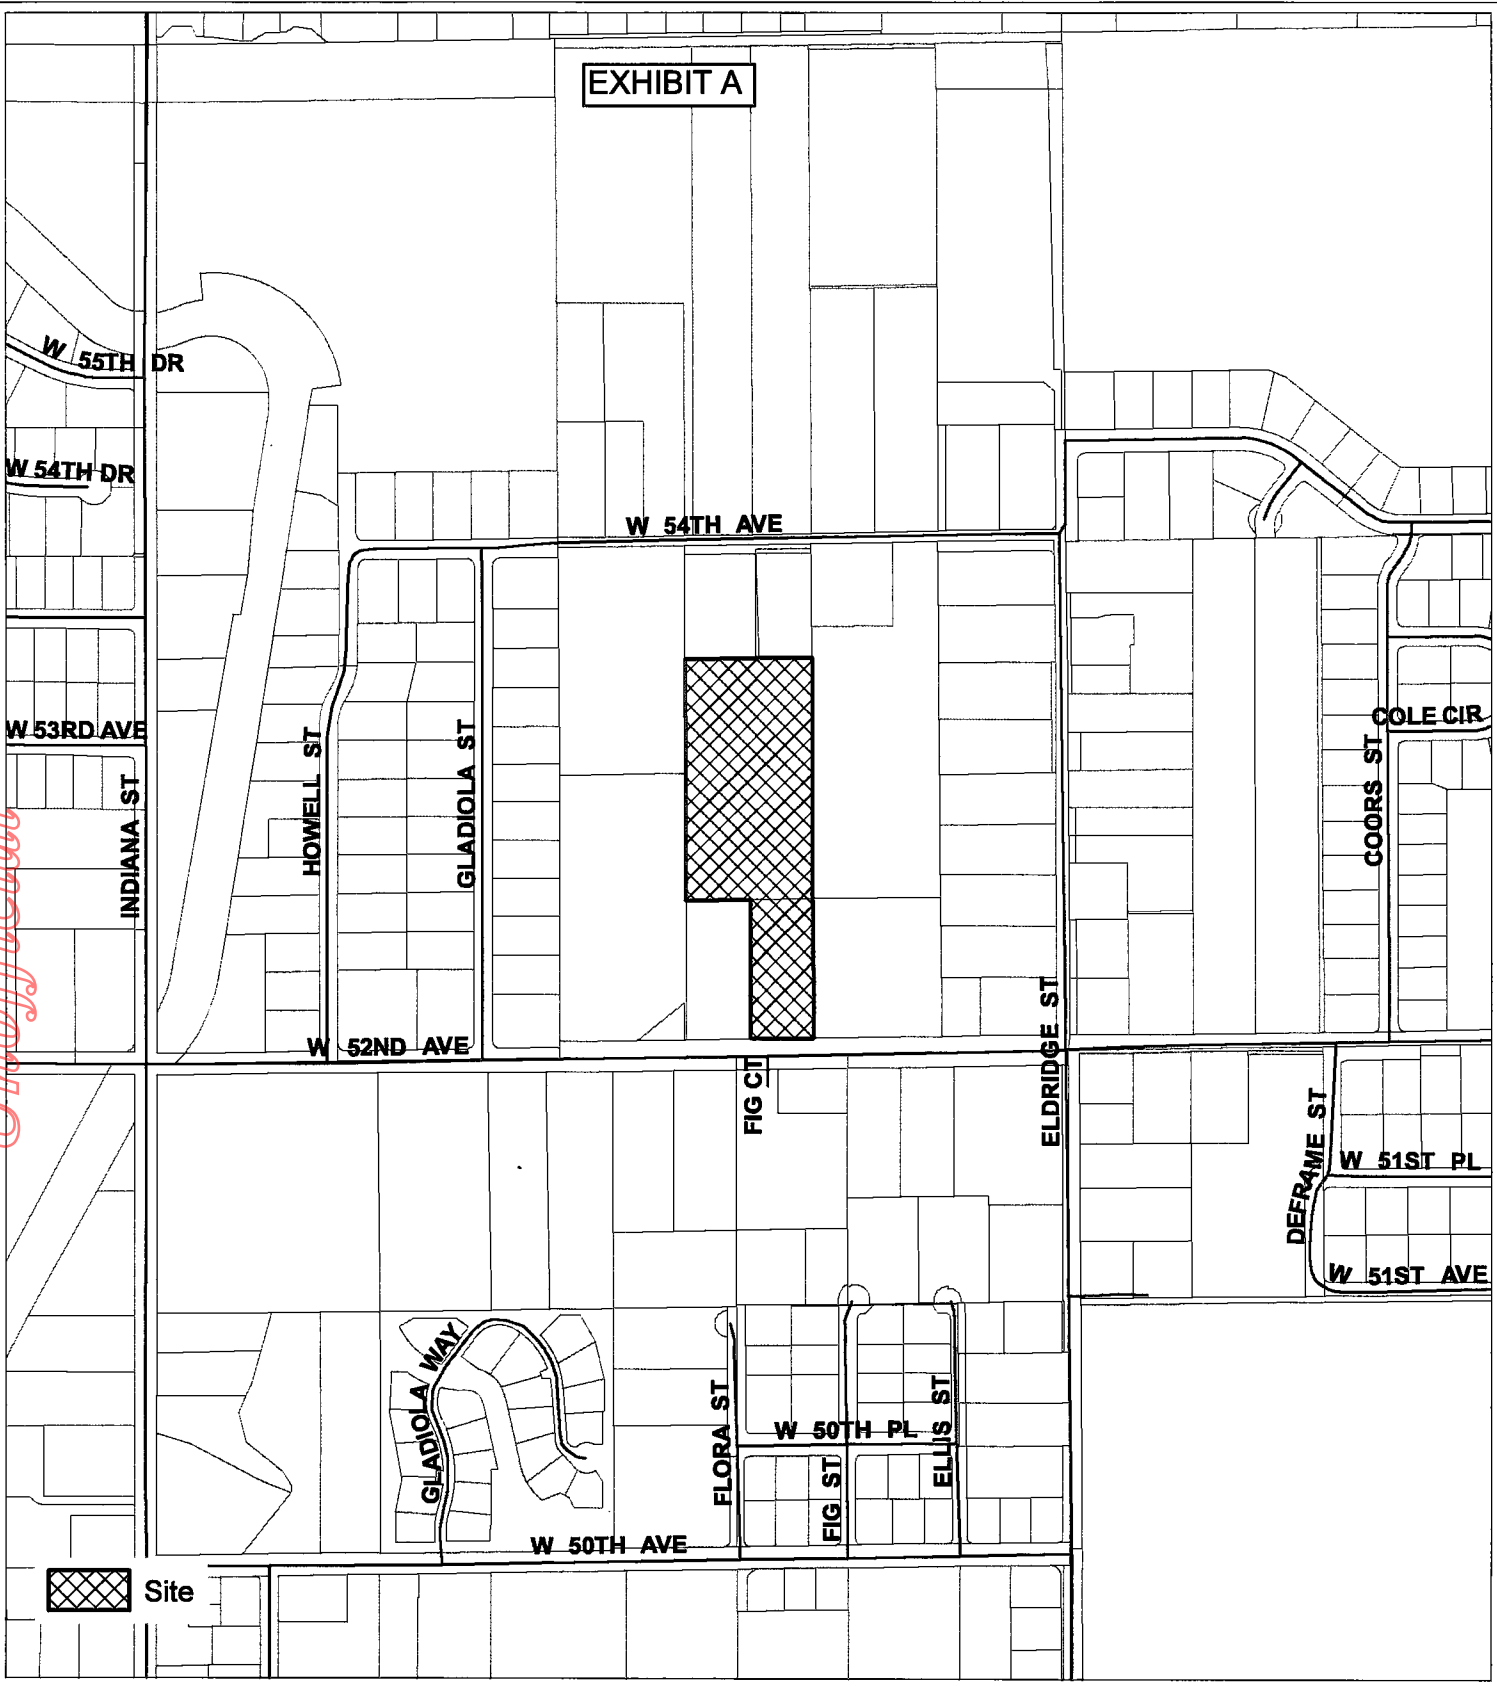 EXHIBIT A
W 55TH DR
W 54TH DR
W 54TH AVE
W 53RD AVE
COLE CIR
INDIANA ST
HOWELL ST
GLADIOLA ST
COORS ST
W 52ND AVE
FIG CT
ELDRIDGE ST
DEFRAME ST
W 51ST PL
W 51ST AVE
GLADIOLA WAY
FLORA ST
W 50TH PL
FIG ST
ELLIS ST
W 50TH AVE
Site
Unofficial